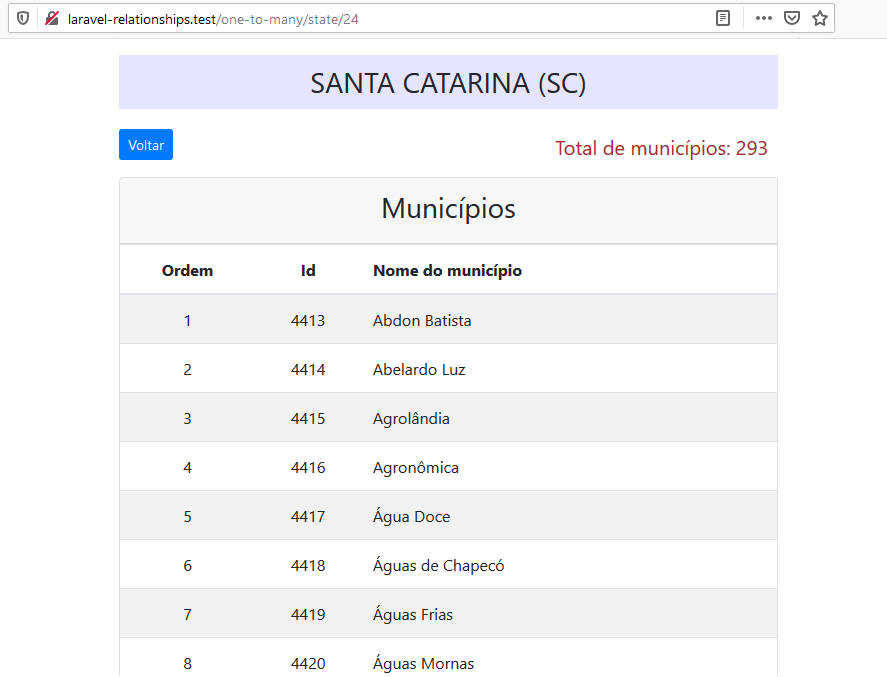 laravel-relationships.test/one-to-many/state/24
SANTA CATARINA (SC)
Voltar Total de municípios: 293
Municípios
Ordem Id Nome do município
1 4413 Abdon Batista
2 4414 Abelardo Luz
3 4415 Agrolândia
4 4416 Agronômica
5 4417 Água Doce
6 4418 Águas de Chapecó
7 4419 Águas Frias
8 4420 Águas Mornas